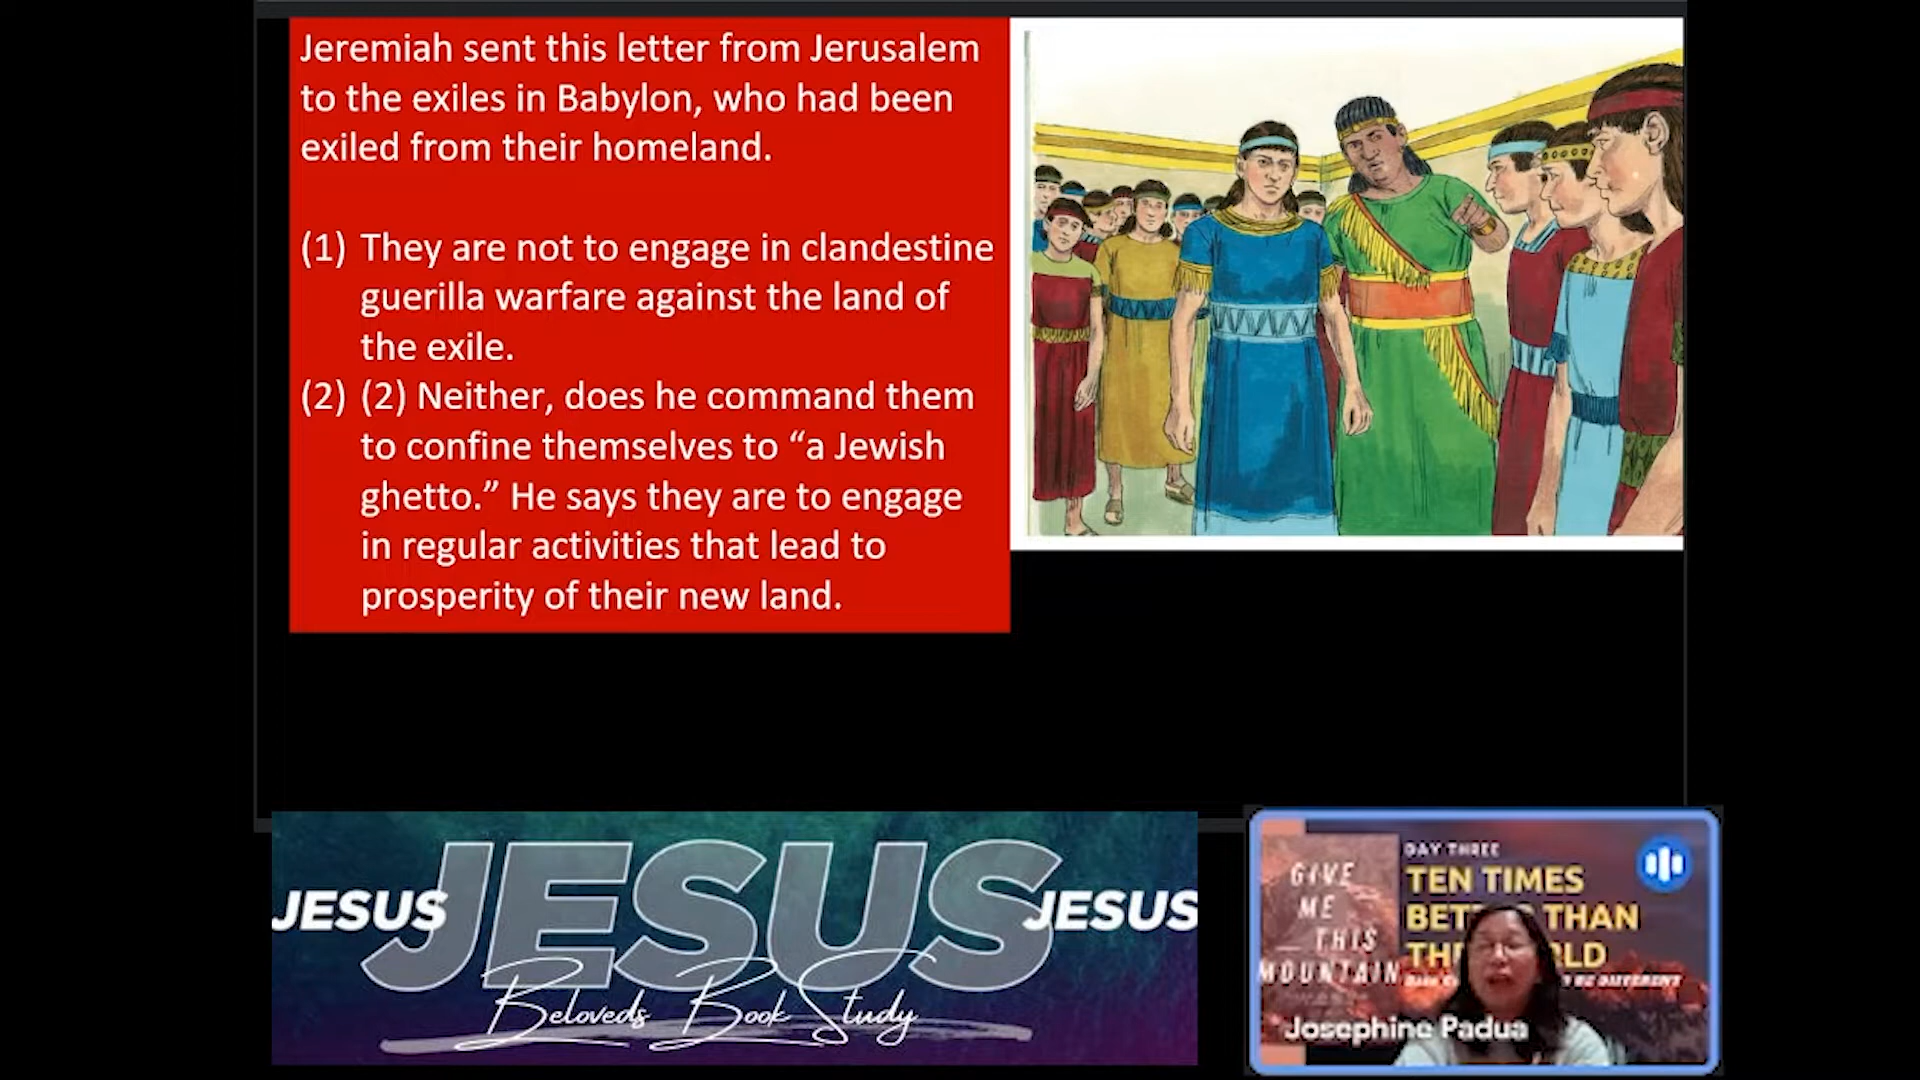 Jeremiah sent this letter from Jerusalem
to the exiles in Babylon, who had been
exiled from their homeland.
(1) They are not to engage in clandestine
guerilla warfare against the land of
the exile.
(2) (2) Neither, does he command them
to confine themselves to “a Jewish
ghetto.” He says they are to engage
in regular activities that lead to
prosperity of their new land.
JESUS
JESUS
JESUS
Beloveds Book Study
GIVE
ME
THIS
MOUNTAIN
DAY THREE
TEN TIMES
THAN
BE DIFFERENT
Josephine Padua